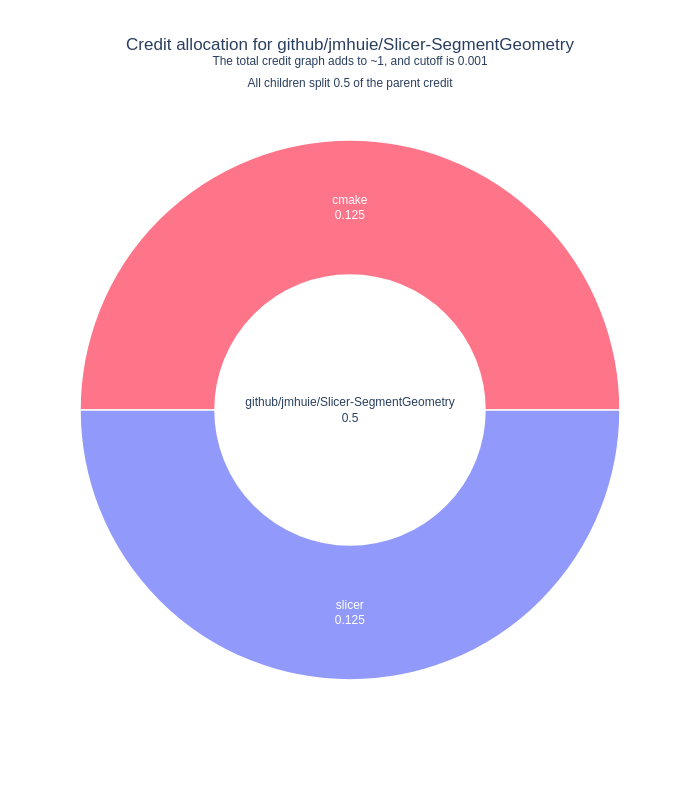 Credit allocation for github/jmhuie/Slicer-SegmentGeometry
The total credit graph adds to ~1, and cutoff is 0.001
All children split 0.5 of the parent credit
cmake
0.125
github/jmhuie/Slicer-SegmentGeometry
0.5
slicer
0.125